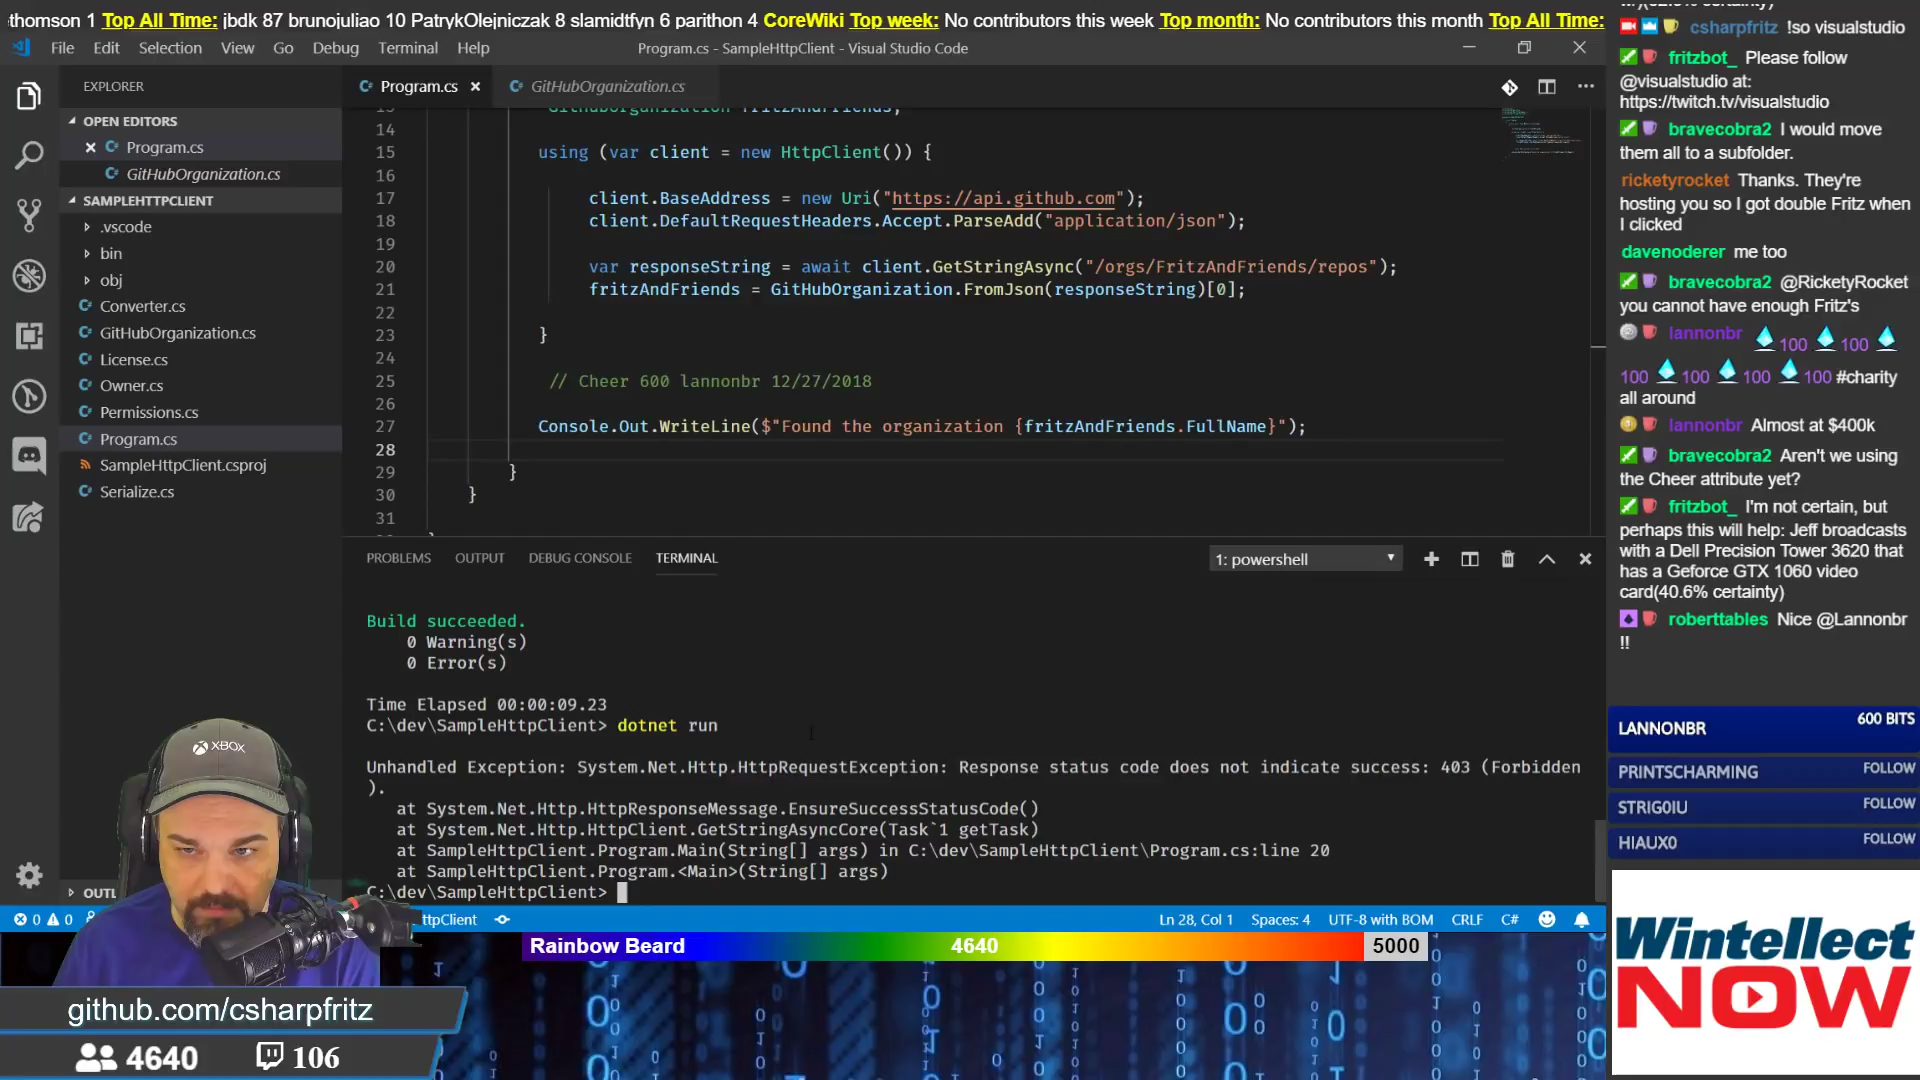 thomson 1 Top All Time: jbdk 87 brunojuliao 10 PatrykOlejniczak 8 slamidtfyn 6 parithon 4 CoreWiki Top week: No contributors this week Top month: No contributors this month Top All Time:
File Edit Selection View Go Debug Terminal Help
Program.cs - SampleHttpClient - Visual Studio Code
EXPLORER
OPEN EDITORS
Program.cs
GitHubOrganization.cs
SAMPLEHTTPCLIENT
.vscode
bin
obj
Converter.cs
GitHubOrganization.cs
License.cs
Owner.cs
Permissions.cs
Program.cs
SampleHttpClient.csproj
Serialize.cs
OUTL
Program.cs
GitHubOrganization.cs
14
15 using (var client = new HttpClient()) {
16
17 client.BaseAddress = new Uri("https://api.github.com");
18 client.DefaultRequestHeaders.Accept.ParseAdd("application/json");
19
20 var responseString = await client.GetStringAsync("/orgs/FritzAndFriends/repos");
21 fritzAndFriends = GitHubOrganization.FromJson(responseString)[0];
22
23 }
24
25 // Cheer 600 lannonbr 12/27/2018
26
27 Console.Out.WriteLine($"Found the organization {fritzAndFriends.FullName}");
28
29 }
30 }
31
PROBLEMS OUTPUT DEBUG CONSOLE TERMINAL
1: powershell
Build succeeded.
0 Warning(s)
0 Error(s)
Time Elapsed 00:00:09.23
C:\dev\SampleHttpClient> dotnet run
Unhandled Exception: System.Net.Http.HttpRequestException: Response status code does not indicate success: 403 (Forbidden
).
at System.Net.Http.HttpResponseMessage.EnsureSuccessStatusCode()
at System.Net.Http.HttpClient.GetStringAsyncCore(Task`1 getTask)
at SampleHttpClient.Program.Main(String[] args) in C:\dev\SampleHttpClient\Program.cs:line 20
at SampleHttpClient.Program.<Main>(String[] args)
C:\dev\SampleHttpClient>
0 0
ttpClient
Ln 28, Col 1 Spaces: 4 UTF-8 with BOM CRLF C#
Rainbow Beard 4640 5000
XBOX
github.com/csharpfritz
4640 106
csharpfritz !so visualstudio
fritzbot_ Please follow
@visualstudio at:
https://twitch.tv/visualstudio
bravecobra2 I would move
them all to a subfolder.
ricketyrocket Thanks. They're
hosting you so I got double Fritz when
I clicked
davenoderer me too
bravecobra2 @RicketyRocket
you cannot have enough Fritz's
lannonbr 100 100
100 100 100 100 #charity
all around
lannonbr Almost at $400k
bravecobra2 Aren't we using
the Cheer attribute yet?
fritzbot_ I'm not certain, but
perhaps this will help: Jeff broadcasts
with a Dell Precision Tower 3620 that
has a Geforce GTX 1060 video
card(40.6% certainty)
roberttables Nice @Lannonbr
!!
LANNONBR 600 BITS
PRINTSCHARMING FOLLOW
STRIG0IU FOLLOW
HIAUX0 FOLLOW
Wintellect
NOW